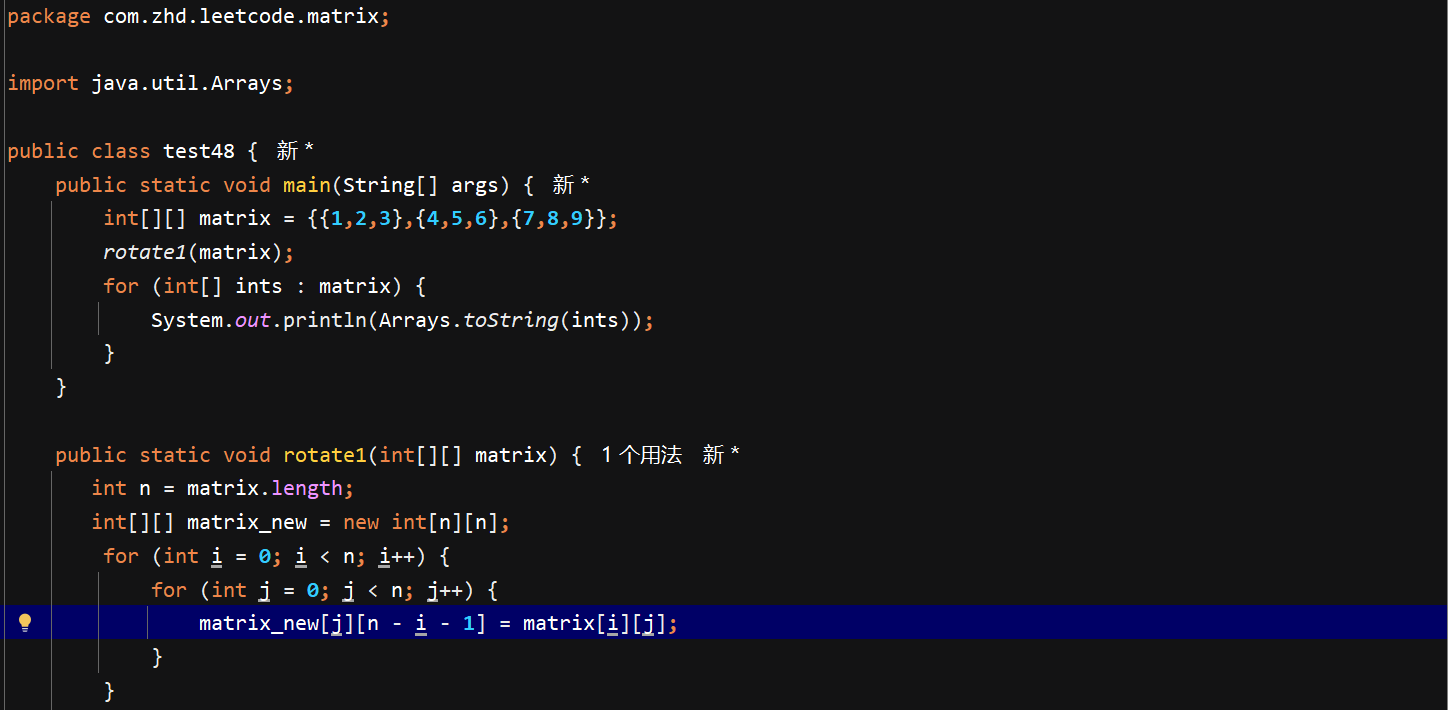 package com.zhd.leetcode.matrix;
import java.util.Arrays;
public class test48 { 新 *
public static void main(String[] args) { 新 *
int[][] matrix = {{1,2,3},{4,5,6},{7,8,9}};
rotate1(matrix);
for (int[] ints : matrix) {
System.out.println(Arrays.toString(ints));
}
}
public static void rotate1(int[][] matrix) { 1 个用法 新 *
int n = matrix.length;
int[][] matrix_new = new int[n][n];
for (int i = 0; i < n; i++) {
for (int j = 0; j < n; j++) {
matrix_new[j][n - i - 1] = matrix[i][j];
}
}